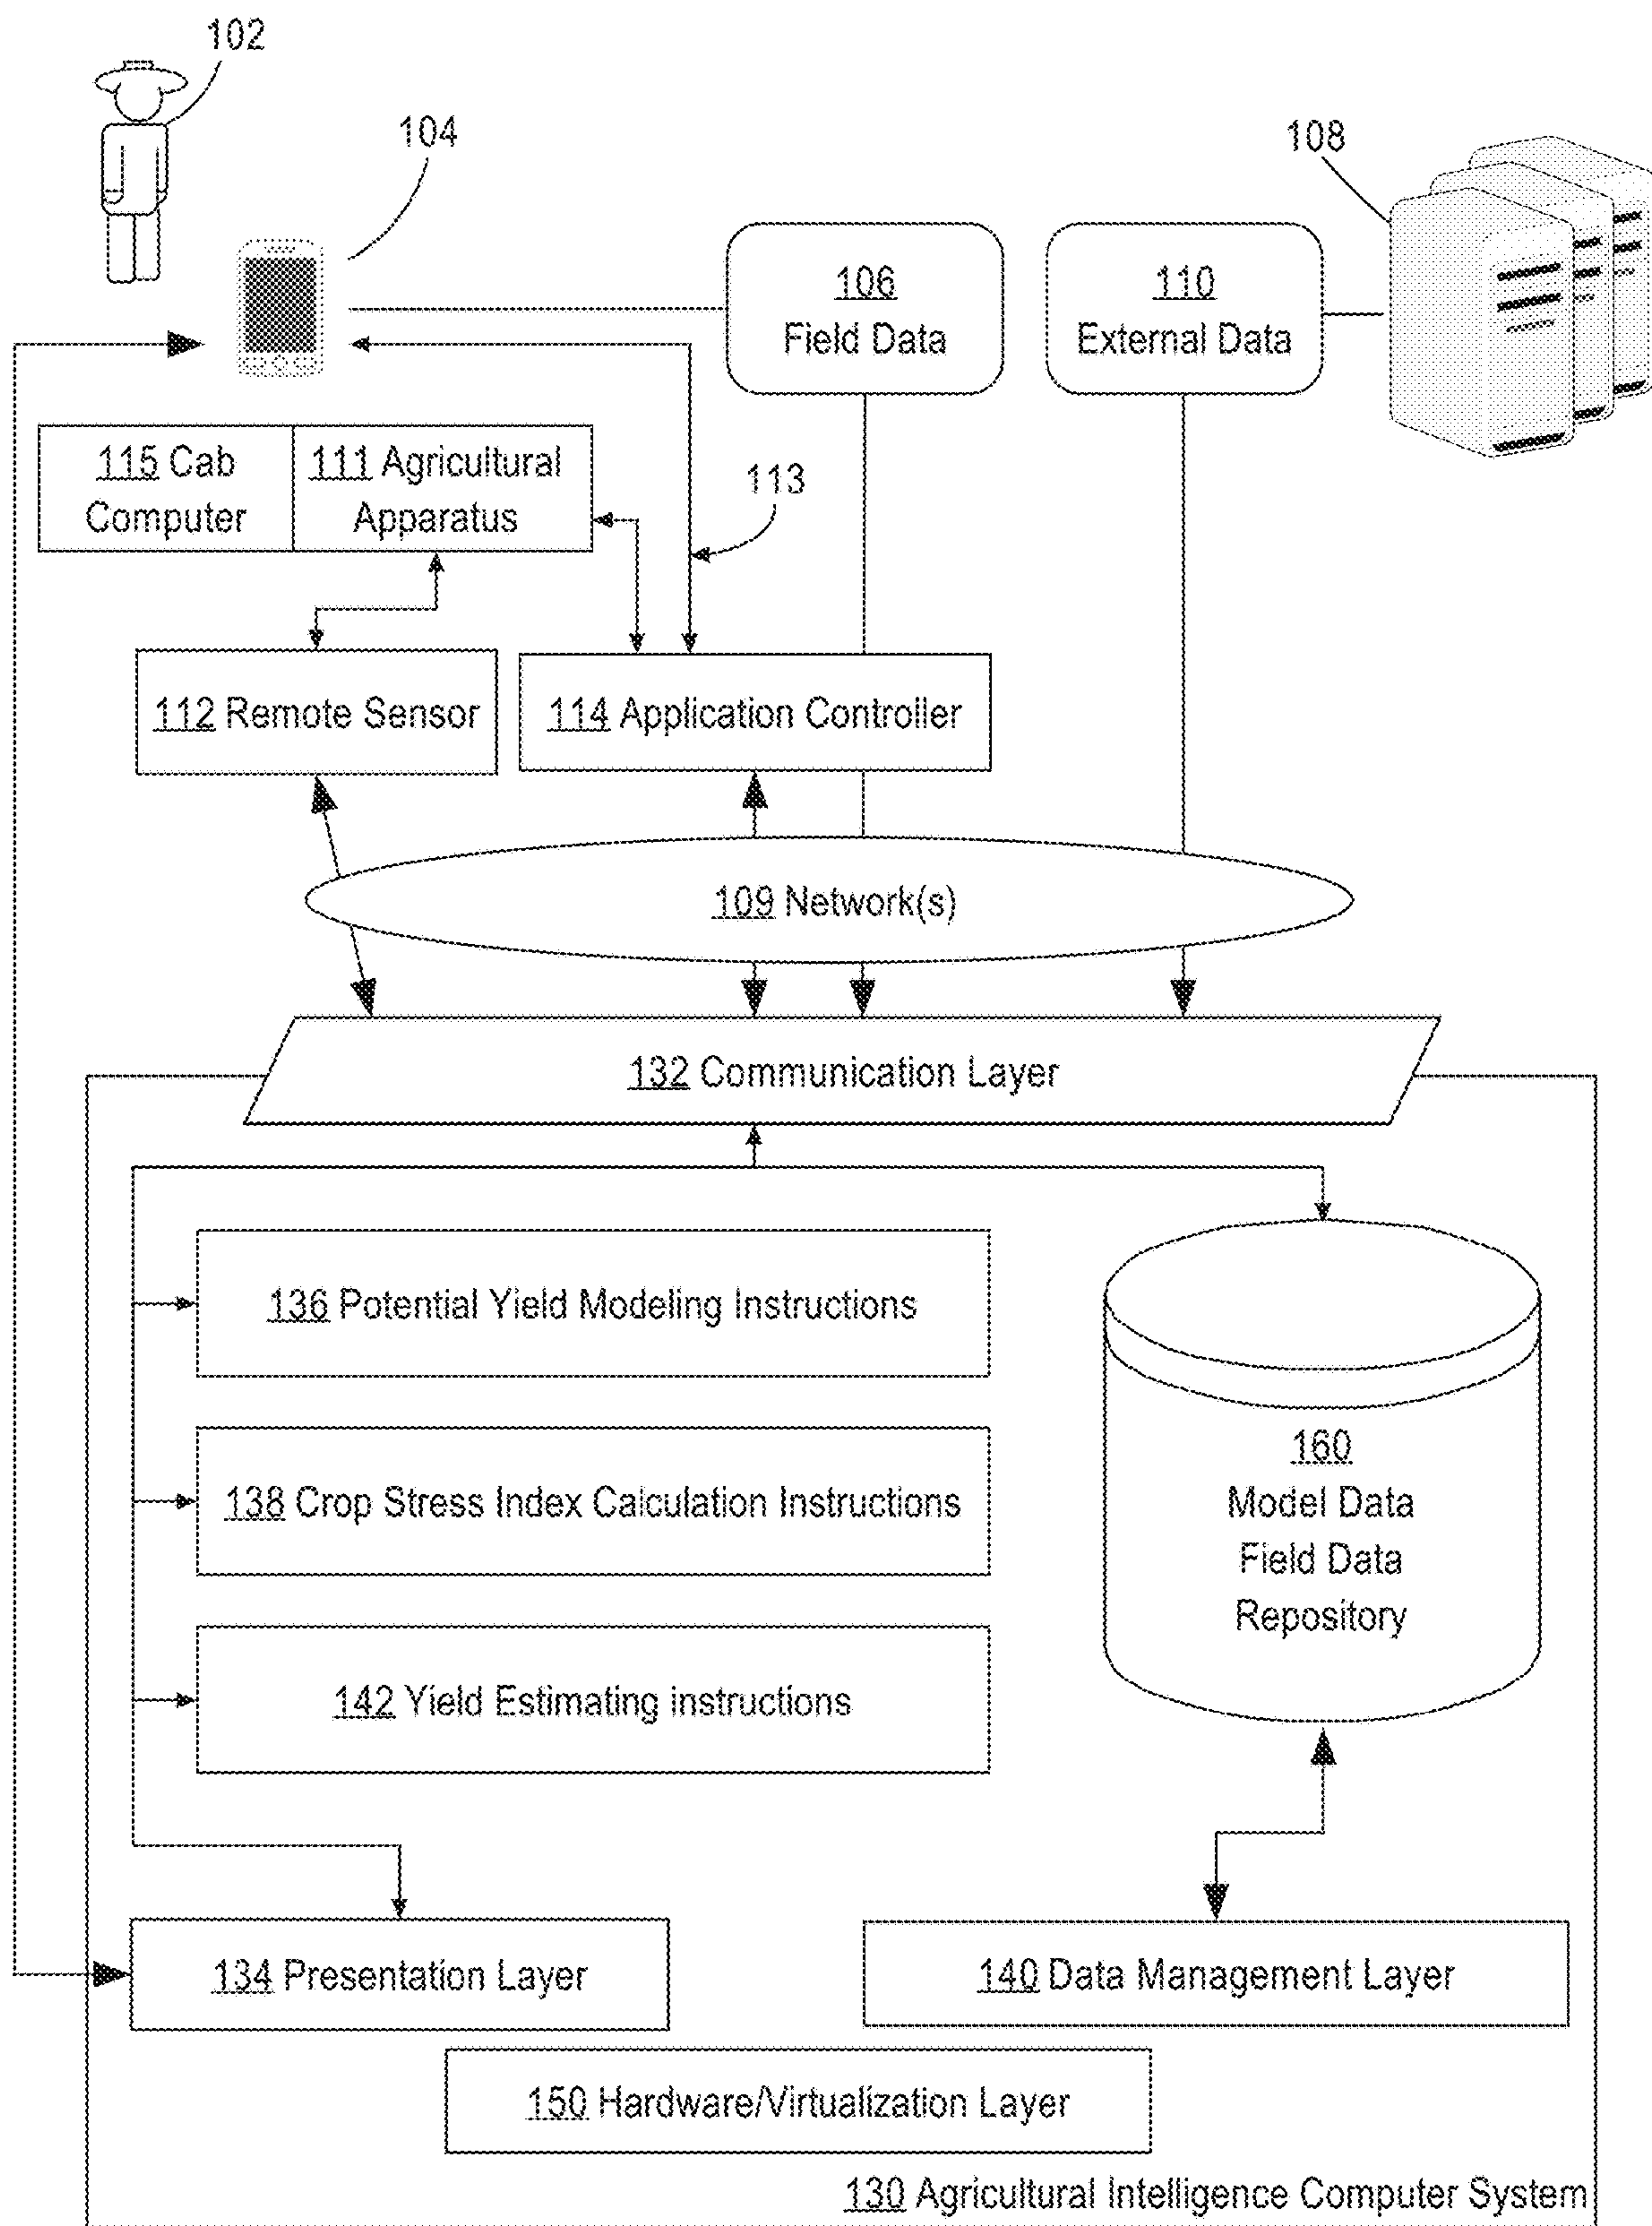 102
104
108
106
Field Data
110
External Data
115 Cab
Computer
111 Agricultural
Apparatus
113
112 Remote Sensor
114 Application Controller
109 Network(s)
132 Communication Layer
136 Potential Yield Modeling Instructions
138 Crop Stress Index Calculation Instructions
160
Model Data
Field Data
Repository
142 Yield Estimating instructions
134 Presentation Layer
140 Data Management Layer
150 Hardware/Virtualization Layer
130 Agricultural Intelligence Computer System